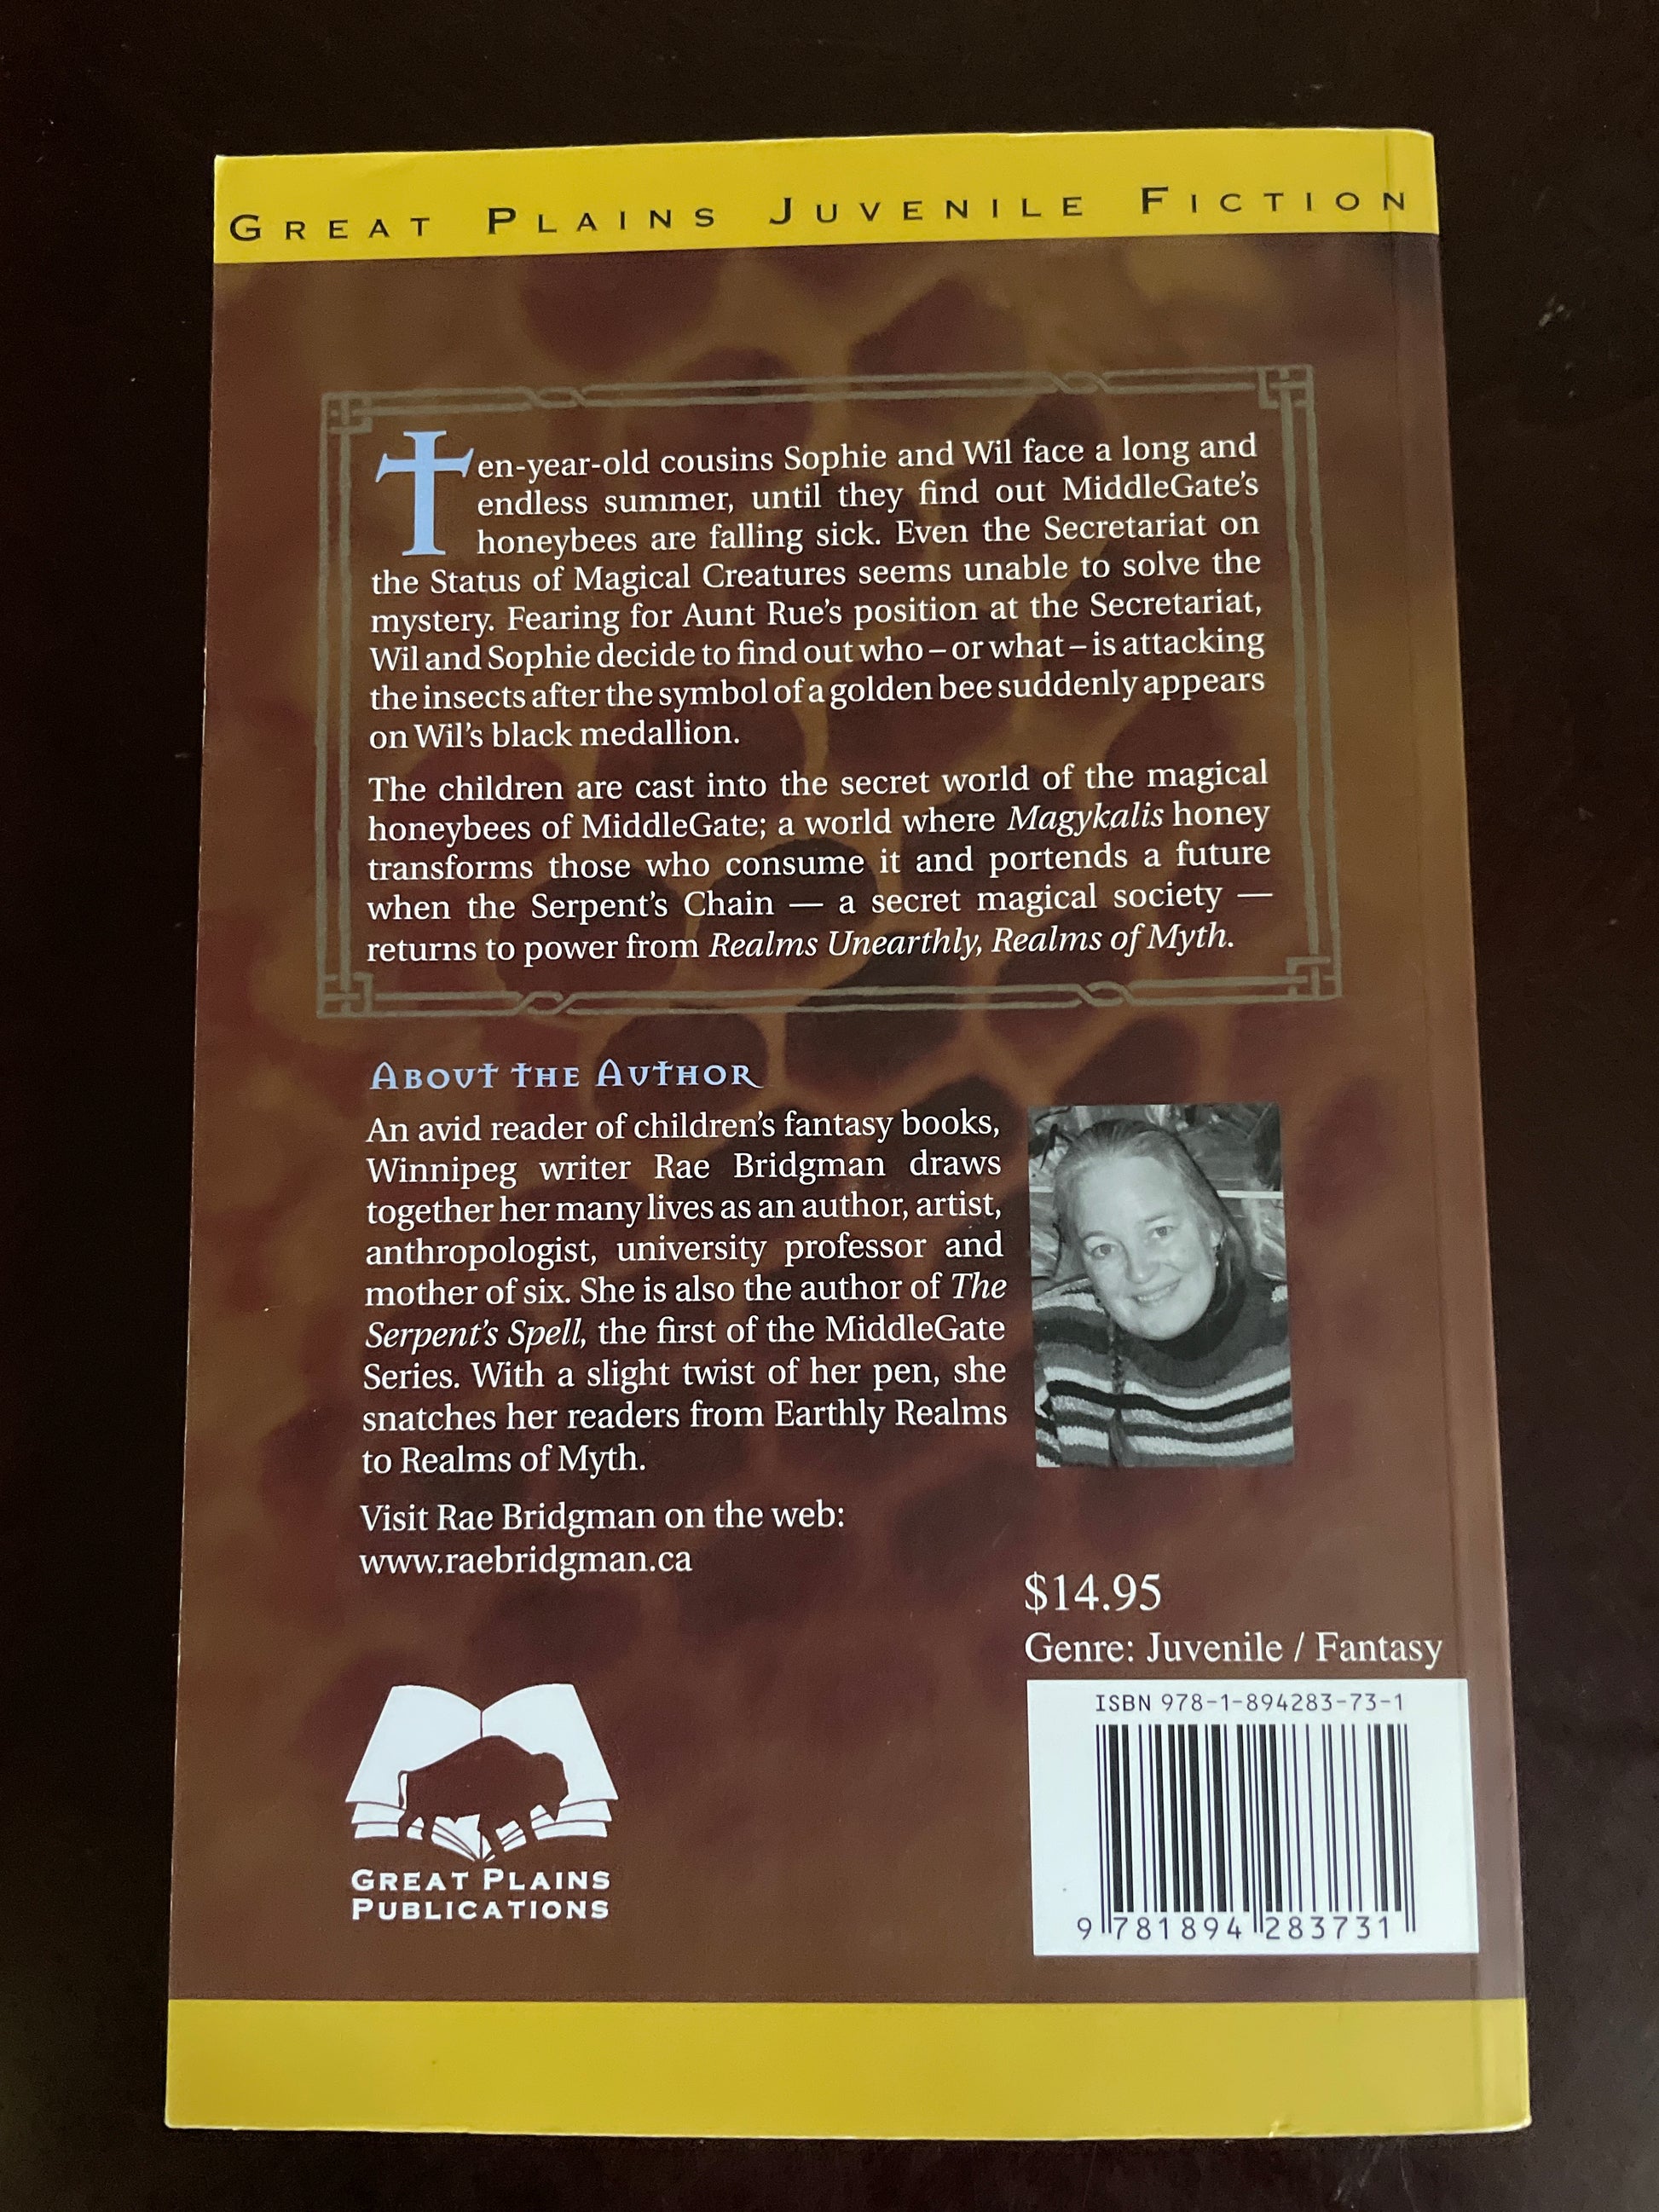 GREAT PLAINS JUVENILE FICTION
Ten-year-old cousins Sophie and Wil face a long and
endless summer, until they find out MiddleGate's
honeybees are falling sick. Even the Secretariat on
the Status of Magical Creatures seems unable to solve the
mystery. Fearing for Aunt Rue's position at the Secretariat,
Wil and Sophie decide to find out who – or what – is attacking
the insects after the symbol of a golden bee suddenly appears
on Wil's black medallion.
The children are cast into the secret world of the magical
honeybees of MiddleGate; a world where Magykalis honey
transforms those who consume it and portends a future
when the Serpent's Chain — a secret magical society —
returns to power from Realms Unearthly, Realms of Myth.
ABOUT THE AUTHOR
An avid reader of children's fantasy books,
Winnipeg writer Rae Bridgman draws
together her many lives as an author, artist,
anthropologist, university professor and
mother of six. She is also the author of The
Serpent's Spell, the first of the MiddleGate
Series. With a slight twist of her pen, she
snatches her readers from Earthly Realms
to Realms of Myth.
Visit Rae Bridgman on the web:
www.raebridgman.ca
$14.95
Genre: Juvenile / Fantasy
ISBN 978-1-894283-73-1
9 781894 283731
GREAT PLAINS
PUBLICATIONS